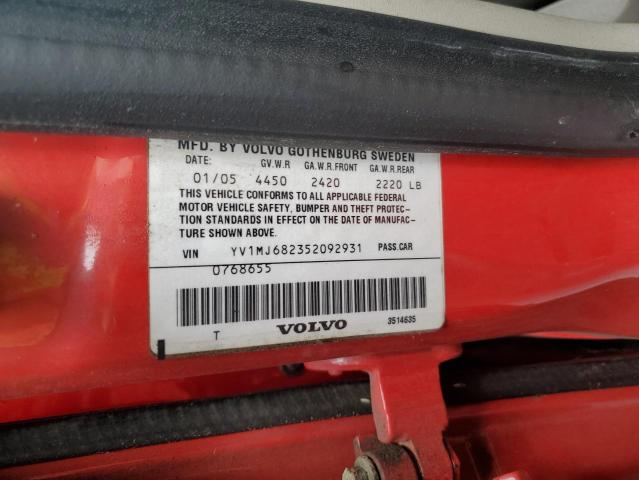 MFD. BY VOLVO GOTHENBURG SWEDEN
DATE: GV.W.R GA.W.R.FRONT GA.W.R.REAR
01/05 4450 2420 2220 LB
THIS VEHICLE CONFORMS TO ALL APPLICABLE FEDERAL
MOTOR VEHICLE SAFETY, BUMPER AND THEFT PROTEC-
TION STANDARDS IN EFFECT ON THE DATE OF MANUFAC-
TURE SHOWN ABOVE.
VIN YV1MJ682352092931 PASS.CAR
0768655
T VOLVO 3514635